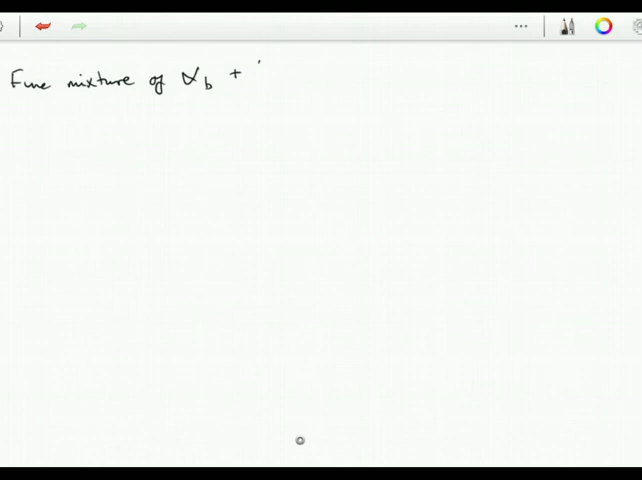 Fine mixture of α_b +